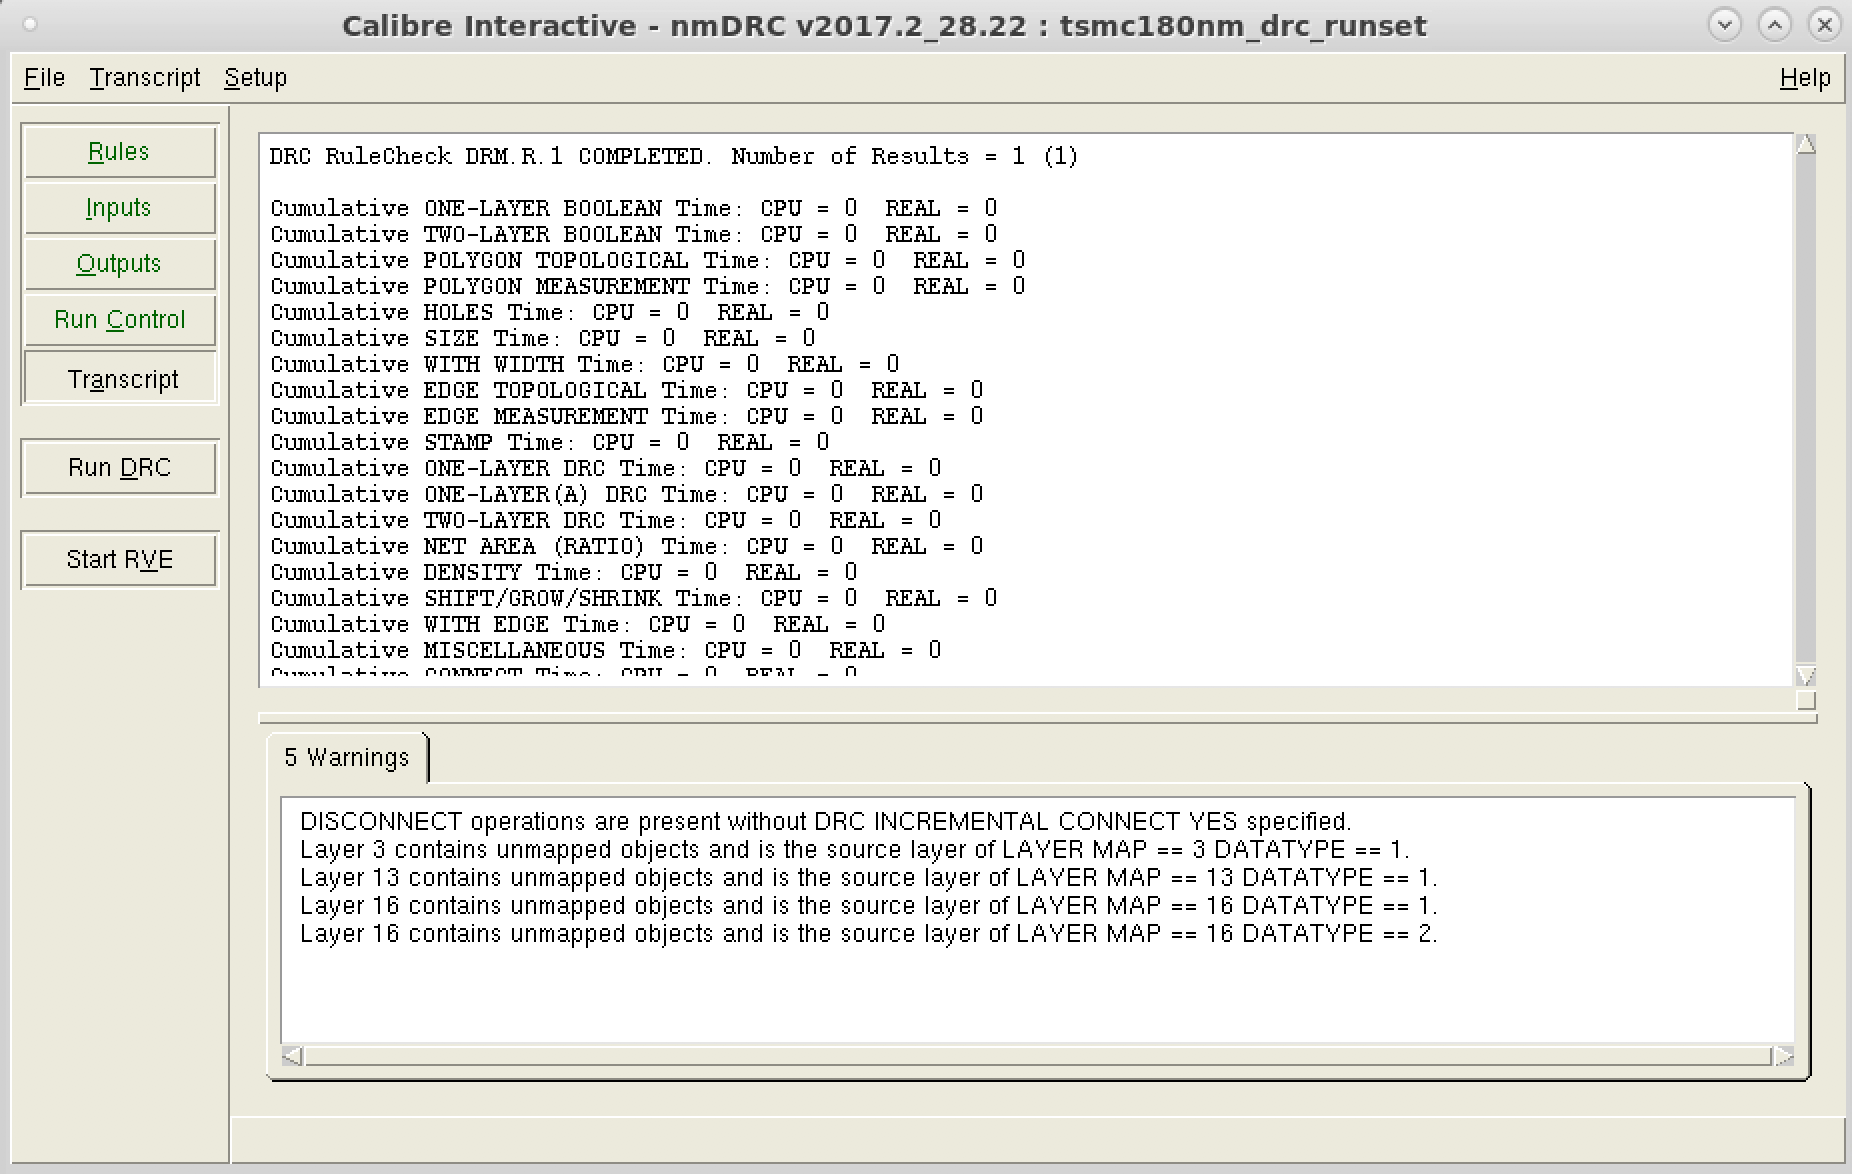 Calibre Interactive - nmDRC v2017.2_28.22 : tsmc180nm_drc_runset
File Transcript Setup Help
Rules
Inputs
Outputs
Run Control
Transcript
Run DRC
Start RVE
DRC RuleCheck DRM.R.1 COMPLETED. Number of Results = 1 (1)
Cumulative ONE-LAYER BOOLEAN Time: CPU = 0 REAL = 0
Cumulative TWO-LAYER BOOLEAN Time: CPU = 0 REAL = 0
Cumulative POLYGON TOPOLOGICAL Time: CPU = 0 REAL = 0
Cumulative POLYGON MEASUREMENT Time: CPU = 0 REAL = 0
Cumulative HOLES Time: CPU = 0 REAL = 0
Cumulative SIZE Time: CPU = 0 REAL = 0
Cumulative WITH WIDTH Time: CPU = 0 REAL = 0
Cumulative EDGE TOPOLOGICAL Time: CPU = 0 REAL = 0
Cumulative EDGE MEASUREMENT Time: CPU = 0 REAL = 0
Cumulative STAMP Time: CPU = 0 REAL = 0
Cumulative ONE-LAYER DRC Time: CPU = 0 REAL = 0
Cumulative ONE-LAYER(A) DRC Time: CPU = 0 REAL = 0
Cumulative TWO-LAYER DRC Time: CPU = 0 REAL = 0
Cumulative NET AREA (RATIO) Time: CPU = 0 REAL = 0
Cumulative DENSITY Time: CPU = 0 REAL = 0
Cumulative SHIFT/GROW/SHRINK Time: CPU = 0 REAL = 0
Cumulative WITH EDGE Time: CPU = 0 REAL = 0
Cumulative MISCELLANEOUS Time: CPU = 0 REAL = 0
Cumulative CONNECT Time: CPU = 0 REAL = 0
5 Warnings
DISCONNECT operations are present without DRC INCREMENTAL CONNECT YES specified.
Layer 3 contains unmapped objects and is the source layer of LAYER MAP == 3 DATATYPE == 1.
Layer 13 contains unmapped objects and is the source layer of LAYER MAP == 13 DATATYPE == 1.
Layer 16 contains unmapped objects and is the source layer of LAYER MAP == 16 DATATYPE == 1.
Layer 16 contains unmapped objects and is the source layer of LAYER MAP == 16 DATATYPE == 2.